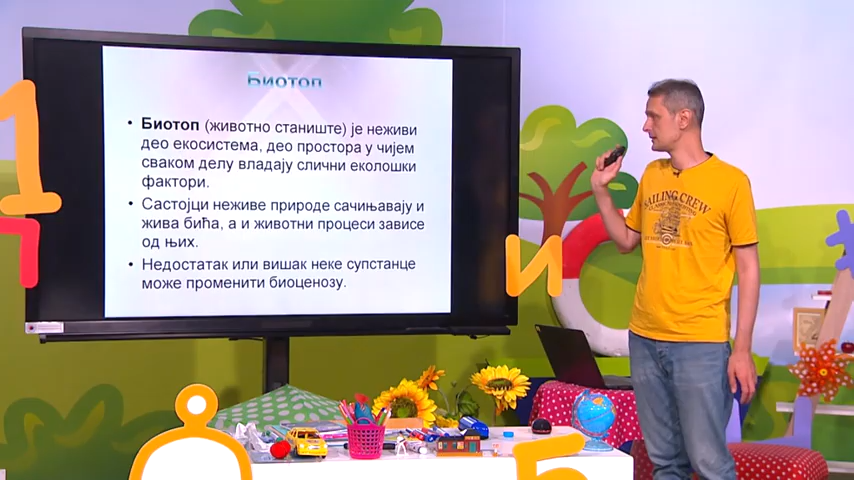 Биотоп
• Биотоп (животно станиште) је неживи
део екосистема, део простора у чијем
сваком делу владају слични еколошки
фактори.
• Састојци неживе природе сачињавају и
жива бића, а и животни процеси зависе
од њих.
• Недостатак или вишак неке супстанце
може променити биоценозу.
1
и
SAILING CREW
Б